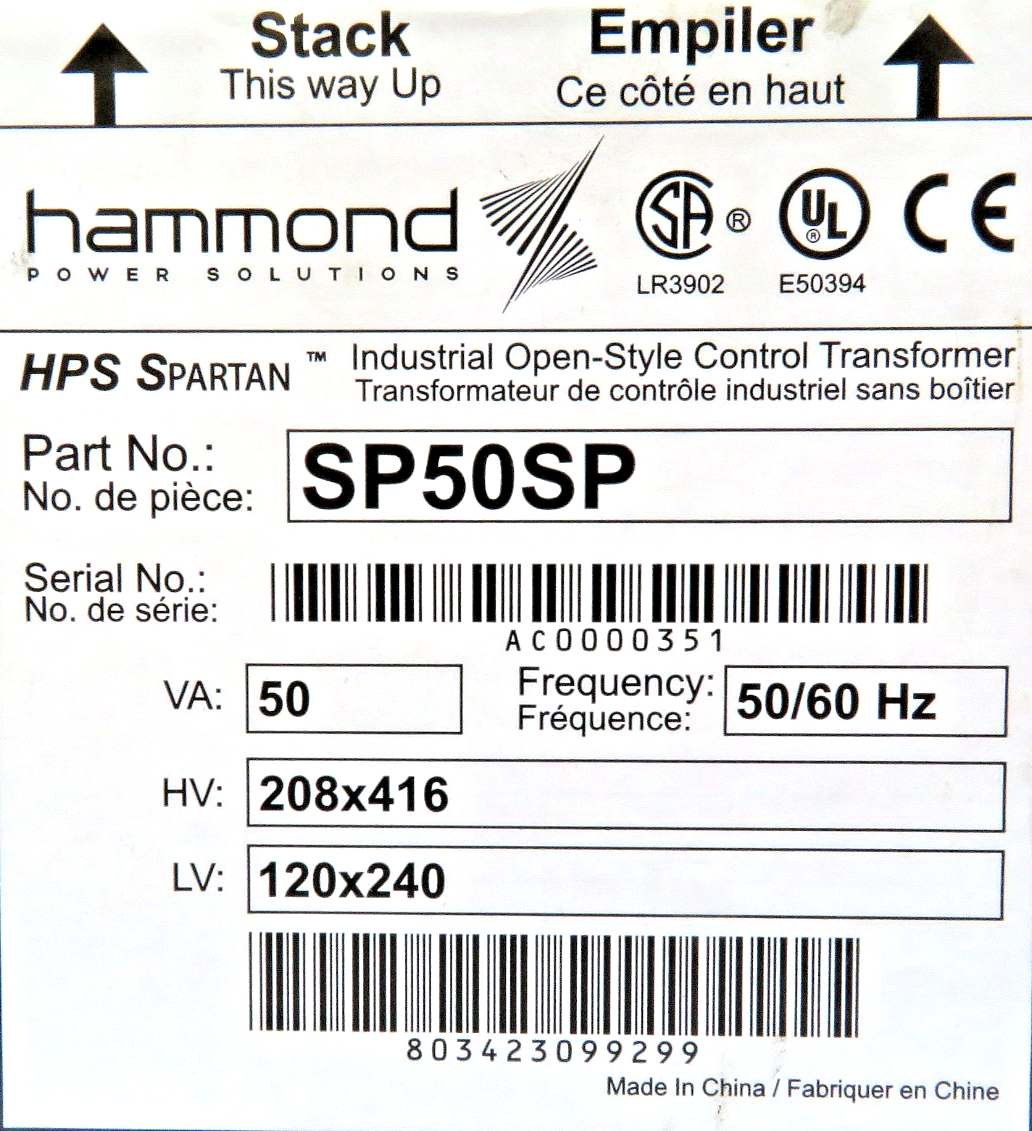 Stack
This way Up
Empiler
Ce côté en haut
hammond
POWER SOLUTIONS
SA ®
LR3902
UL ®
E50394
CE
HPS SPARTAN ™
Industrial Open-Style Control Transformer
Transformateur de contrôle industriel sans boîtier
Part No.:
No. de pièce:
SP50SP
Serial No.:
No. de série:
AC0000351
VA: 50
Frequency:
Fréquence:
50/60 Hz
HV: 208x416
LV: 120x240
803423099299
Made In China / Fabriquer en Chine